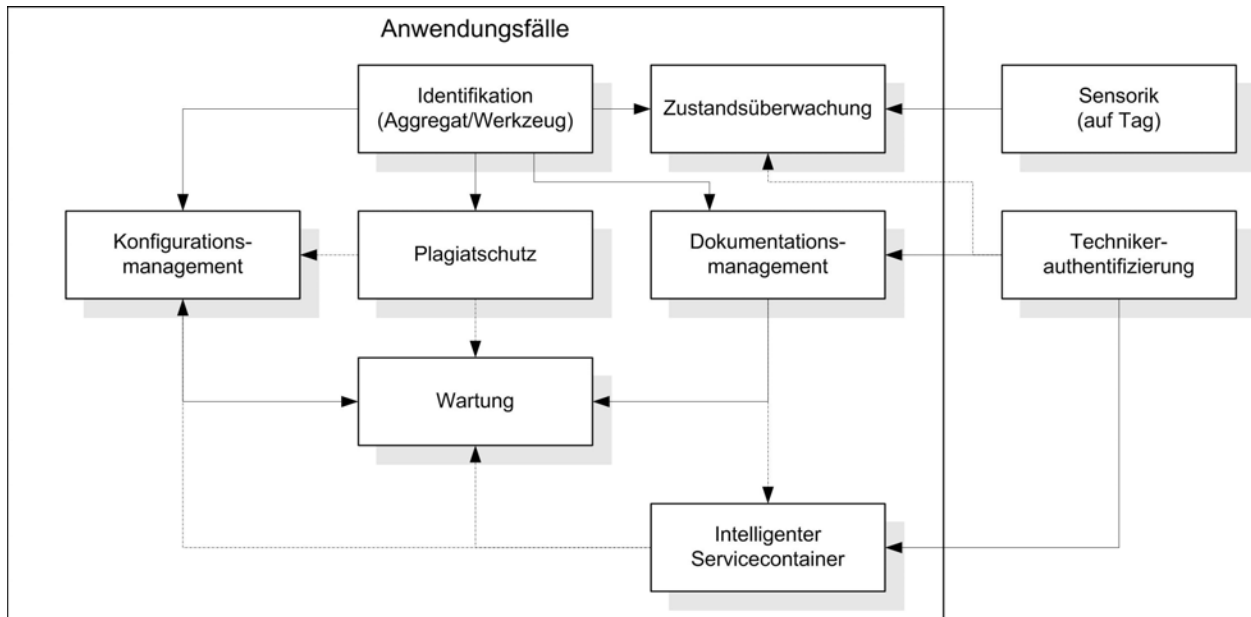 Anwendungsfälle
Identifikation
(Aggregat/Werkzeug)
Zustandsüberwachung
Sensorik
(auf Tag)
Konfigurations-
management
Plagiatschutz
Dokumentations-
management
Techniker-
authentifizierung
Wartung
Intelligenter
Servicecontainer